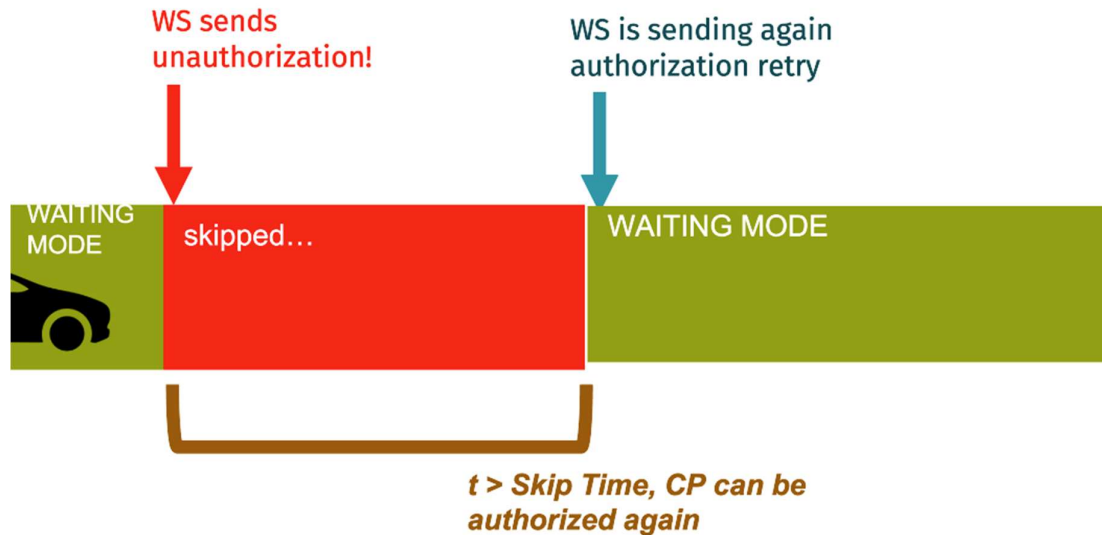 WS sends
unauthorization!
WS is sending again
authorization retry
WAITING
MODE
skipped...
WAITING MODE
t > Skip Time, CP can be
authorized again